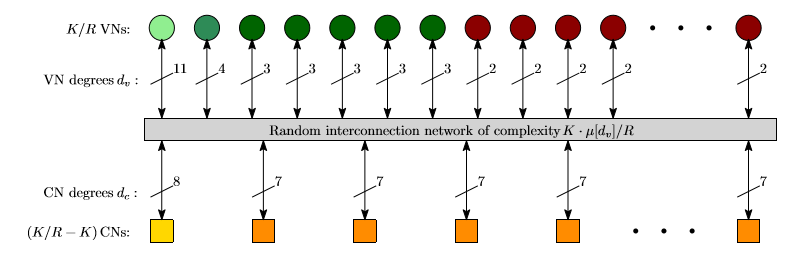 K/R VNs:
VN degrees d_v: 11 4 3 3 3 3 3 2 2 2 2 2
Random interconnection network of complexity K · μ[d_v]/R
CN degrees d_c: 8 7 7 7 7 7
(K/R − K) CNs: